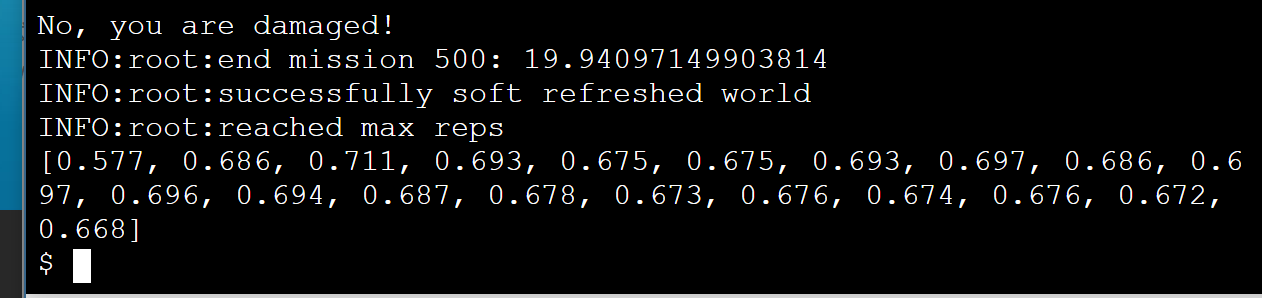 No, you are damaged!
INFO:root:end mission 500: 19.94097149903814
INFO:root:successfully soft refreshed world
INFO:root:reached max reps
[0.577, 0.686, 0.711, 0.693, 0.675, 0.675, 0.693, 0.697, 0.686, 0.6
97, 0.696, 0.694, 0.687, 0.678, 0.673, 0.676, 0.674, 0.676, 0.672,
0.668]
$